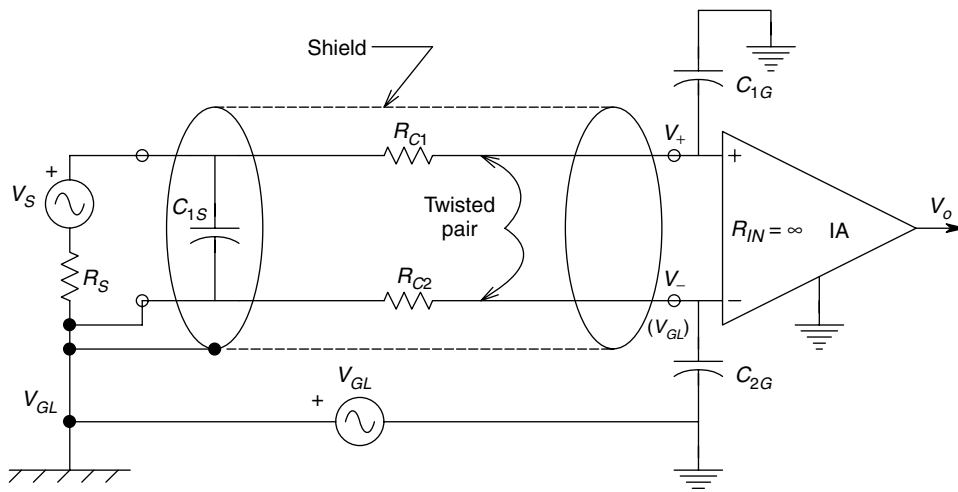 Shield
C1G
RC1
V+
+
+
VS
C1S
Twisted
pair
RIN = ∞ IA
Vo
RS
RC2
V−
−
(VGL)
C2G
VGL
VGL
+